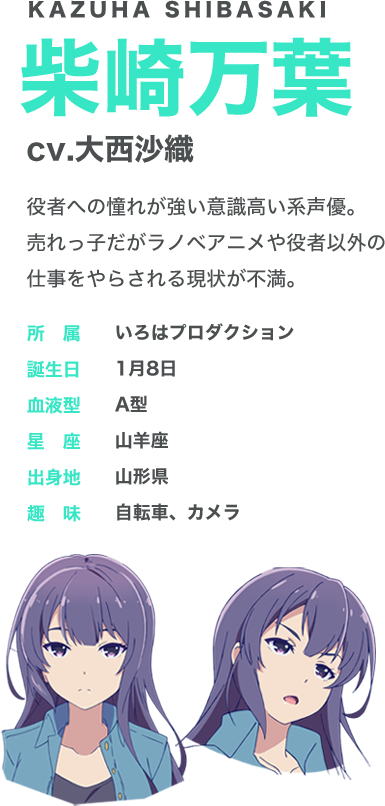 KAZUHA SHIBASAKI
柴崎万葉
cv.大西沙織
役者への憧れが強い意識高い系声優。
売れっ子だがラノベアニメや役者以外の
仕事をやらされる現状が不満。
所　属　いろはプロダクション
誕生日　1月8日
血液型　A型
星　座　山羊座
出身地　山形県
趣　味　自転車、カメラ